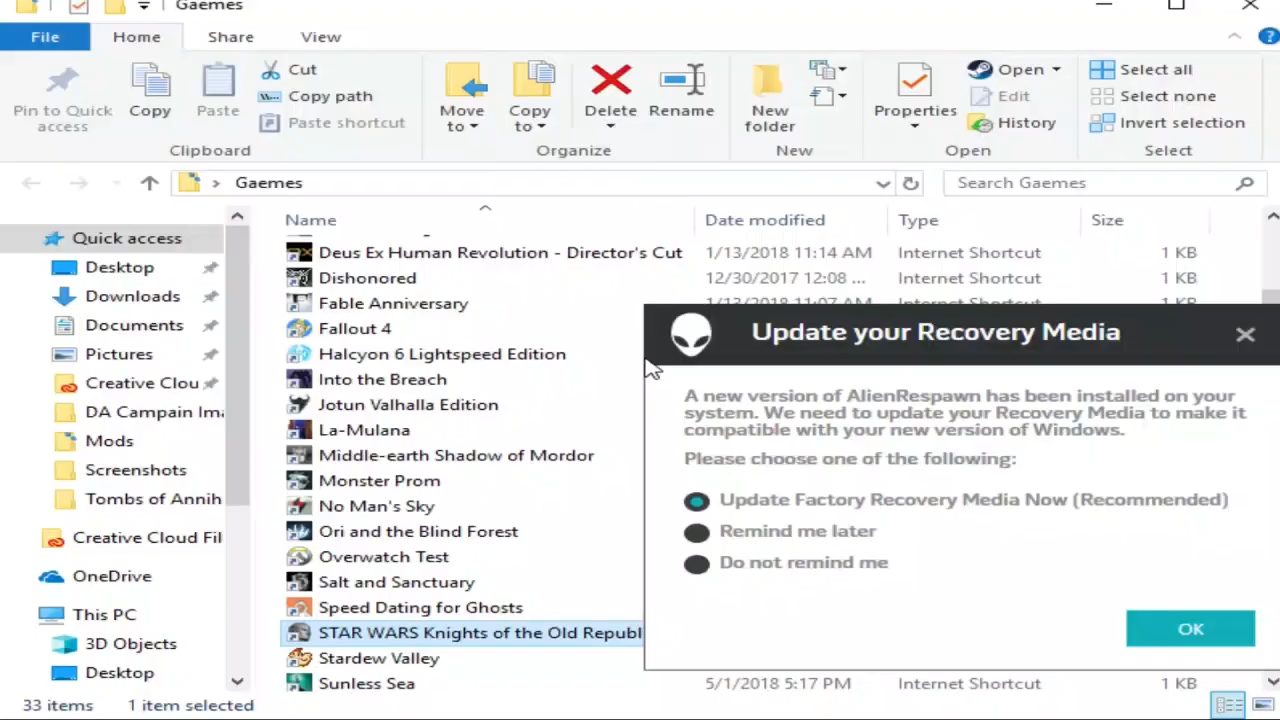 Gaemes
File Home Share View
Pin to Quick access
Copy
Paste
Cut
Copy path
Paste shortcut
Clipboard
Move to
Copy to
Delete
Rename
Organize
New folder
New
Properties
Open
Edit
History
Open
Select all
Select none
Invert selection
Select
Gaemes
Search Gaemes
Quick access
Desktop
Downloads
Documents
Pictures
Creative Clou
DA Campain Ima
Mods
Screenshots
Tombs of Annih
Creative Cloud Fil
OneDrive
This PC
3D Objects
Desktop
Name Date modified Type Size
Deus Ex Human Revolution - Director's Cut 1/13/2018 11:14 AM Internet Shortcut 1 KB
Dishonored 12/30/2017 12:08 ... Internet Shortcut 1 KB
Fable Anniversary 1/13/2018 11:07 AM Internet Shortcut 1 KB
Fallout 4
Halcyon 6 Lightspeed Edition
Into the Breach
Jotun Valhalla Edition
La-Mulana
Middle-earth Shadow of Mordor
Monster Prom
No Man's Sky
Ori and the Blind Forest
Overwatch Test
Salt and Sanctuary
Speed Dating for Ghosts
STAR WARS Knights of the Old Republ
Stardew Valley
Sunless Sea 5/1/2018 5:17 PM Internet Shortcut 1 KB
Update your Recovery Media
A new version of AlienRespawn has been installed on your
system. We need to update your Recovery Media to make it
compatible with your new version of Windows.
Please choose one of the following:
Update Factory Recovery Media Now (Recommended)
Remind me later
Do not remind me
OK
33 items 1 item selected